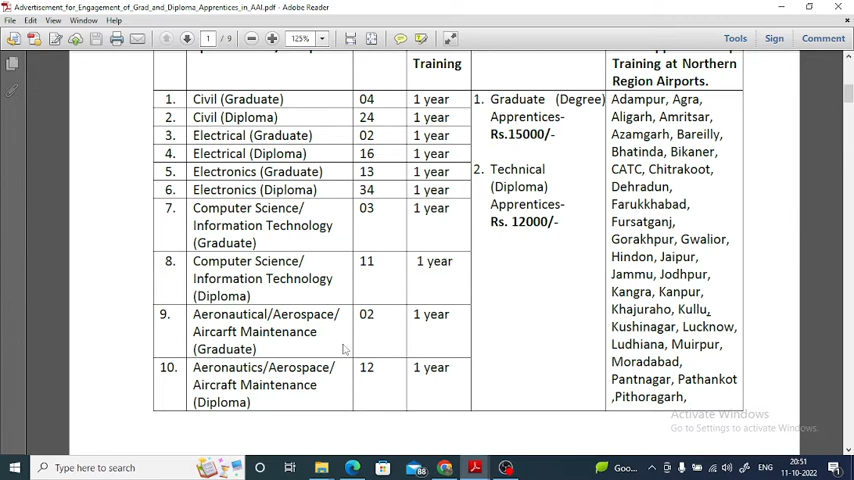 Advertisement_for_Engagement_of_Grad_and_Diploma_Apprentices_in_AAI.pdf - Adobe Reader
File Edit View Window Help
1 / 9 125% Tools Sign Comment
Training
Training at Northern
Region Airports.
1. Civil (Graduate) 04 1 year
2. Civil (Diploma) 24 1 year
3. Electrical (Graduate) 02 1 year
4. Electrical (Diploma) 16 1 year
5. Electronics (Graduate) 13 1 year
6. Electronics (Diploma) 34 1 year
7. Computer Science/ 03 1 year
Information Technology
(Graduate)
8. Computer Science/ 11 1 year
Information Technology
(Diploma)
9. Aeronautical/Aerospace/ 02 1 year
Aircarft Maintenance
(Graduate)
10. Aeronautics/Aerospace/ 12 1 year
Aircraft Maintenance
(Diploma)
1. Graduate (Degree)
Apprentices-
Rs.15000/-
2. Technical
(Diploma)
Apprentices-
Rs. 12000/-
Adampur, Agra,
Aligarh, Amritsar,
Azamgarh, Bareilly,
Bhatinda, Bikaner,
CATC, Chitrakoot,
Dehradun,
Farukkhabad,
Fursatganj,
Gorakhpur, Gwalior,
Hindon, Jaipur,
Jammu, Jodhpur,
Kangra, Kanpur,
Khajuraho, Kullu,
Kushinagar, Lucknow,
Ludhiana, Muirpur,
Moradabad,
Pantnagar, Pathankot
,Pithoragarh,
Activate Windows
Go to Settings to activate Windows.
Type here to search
88
Goo...
ENG
20:51
11-10-2022
1